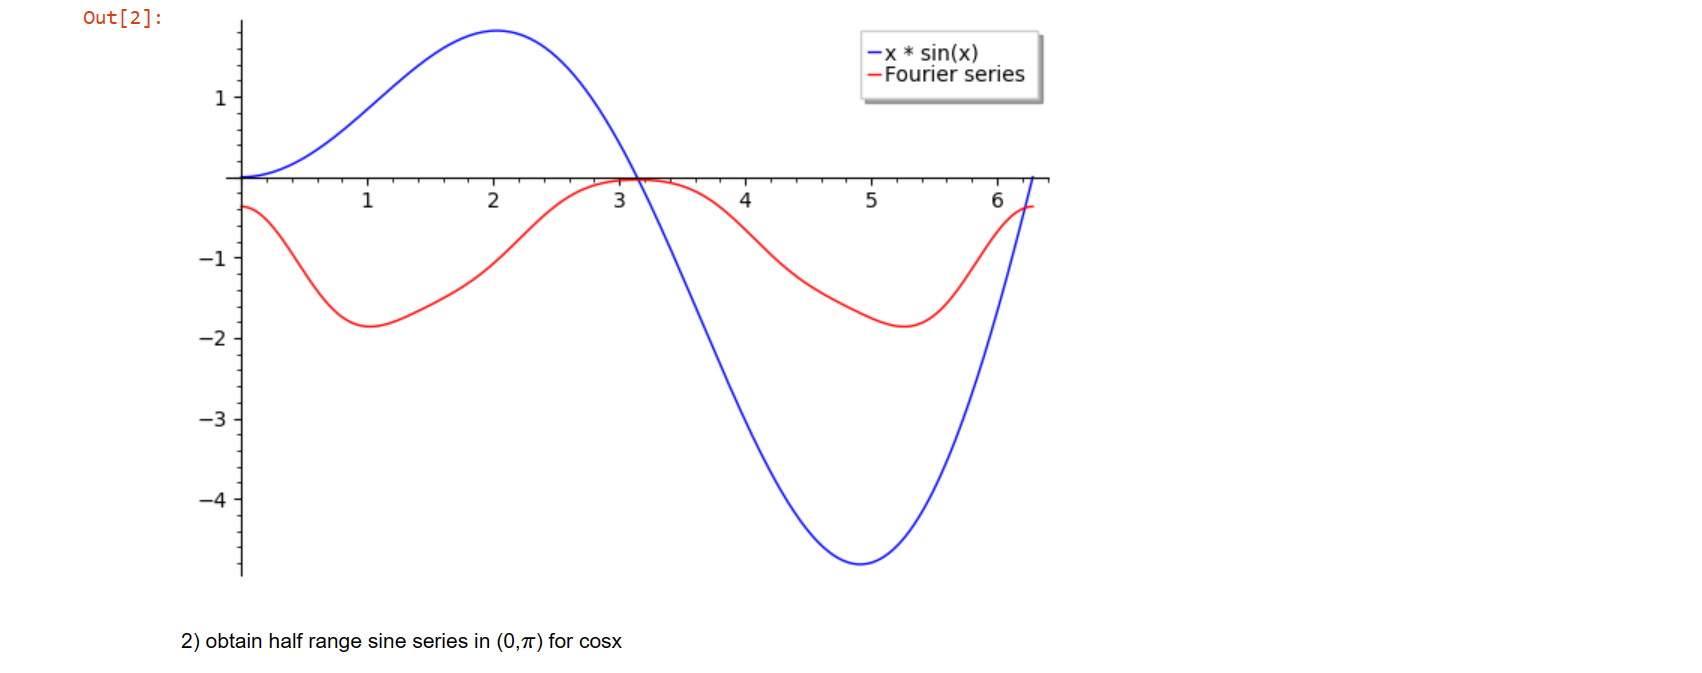 Out[2]:
x * sin(x)
Fourier series
1
1 2 3 4 5 6
−1
−2
−3
−4
2) obtain half range sine series in (0,π) for cosx